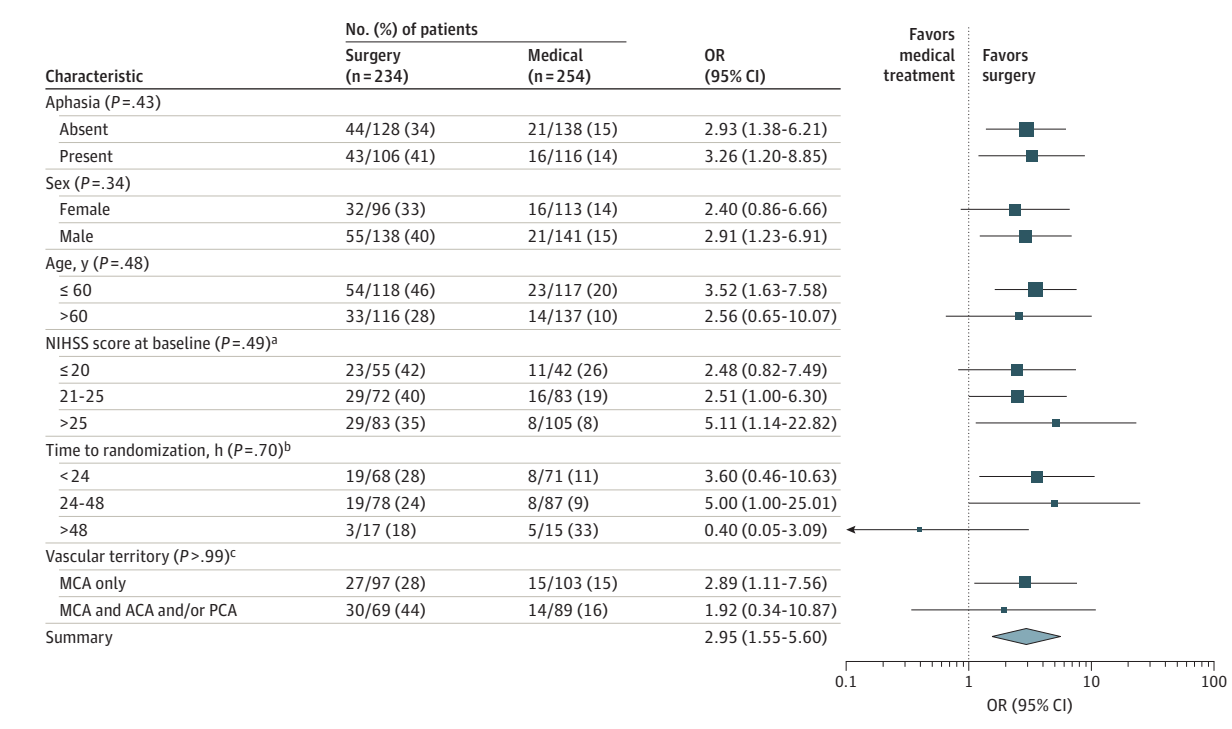 No. (%) of patients
Favors medical treatment
Favors surgery
Characteristic Surgery (n=234) Medical (n=254) OR (95% CI)
Aphasia (P=.43)
Absent 44/128 (34) 21/138 (15) 2.93 (1.38-6.21)
Present 43/106 (41) 16/116 (14) 3.26 (1.20-8.85)
Sex (P=.34)
Female 32/96 (33) 16/113 (14) 2.40 (0.86-6.66)
Male 55/138 (40) 21/141 (15) 2.91 (1.23-6.91)
Age, y (P=.48)
≤ 60 54/118 (46) 23/117 (20) 3.52 (1.63-7.58)
>60 33/116 (28) 14/137 (10) 2.56 (0.65-10.07)
NIHSS score at baseline (P=.49)a
≤20 23/55 (42) 11/42 (26) 2.48 (0.82-7.49)
21-25 29/72 (40) 16/83 (19) 2.51 (1.00-6.30)
>25 29/83 (35) 8/105 (8) 5.11 (1.14-22.82)
Time to randomization, h (P=.70)b
<24 19/68 (28) 8/71 (11) 3.60 (0.46-10.63)
24-48 19/78 (24) 8/87 (9) 5.00 (1.00-25.01)
>48 3/17 (18) 5/15 (33) 0.40 (0.05-3.09)
Vascular territory (P>.99)c
MCA only 27/97 (28) 15/103 (15) 2.89 (1.11-7.56)
MCA and ACA and/or PCA 30/69 (44) 14/89 (16) 1.92 (0.34-10.87)
Summary 2.95 (1.55-5.60)
0.1 1 10 100
OR (95% CI)